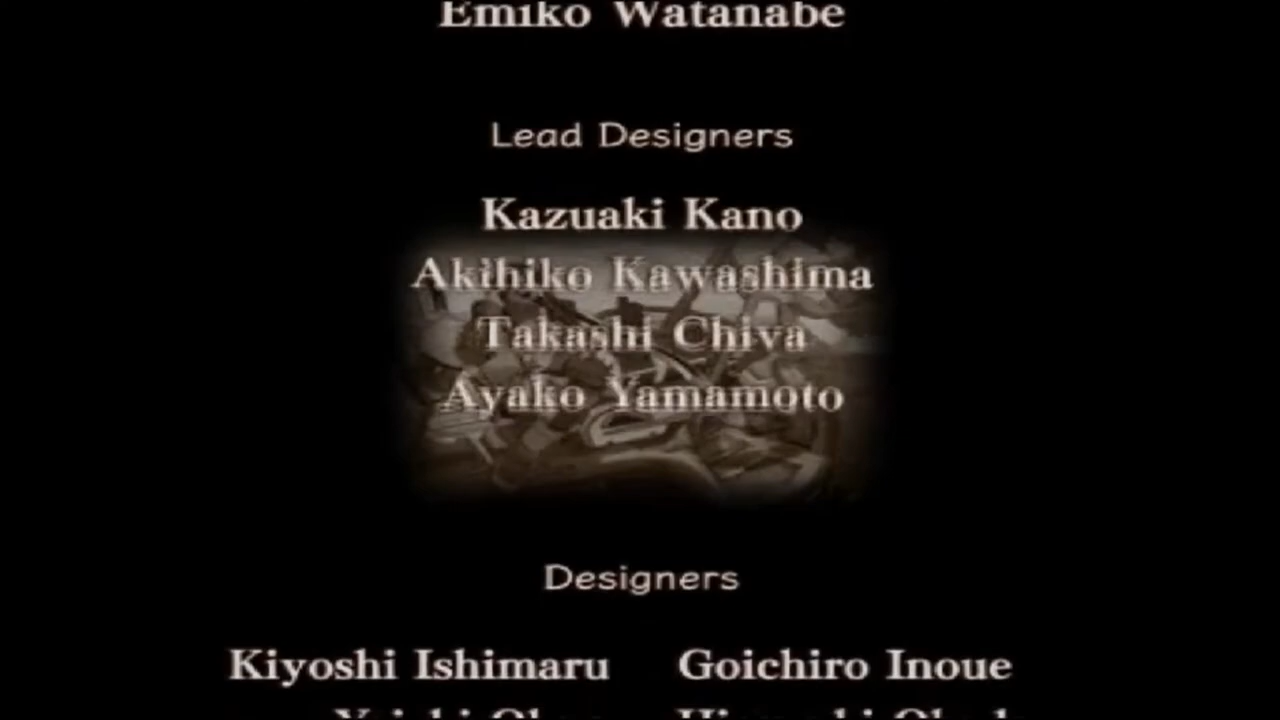 Emiko Watanabe
Lead Designers
Kazuaki Kano
Akihiko Kawashima
Takashi Chiva
Ayako Yamamoto
Designers
Kiyoshi Ishimaru Goichiro Inoue